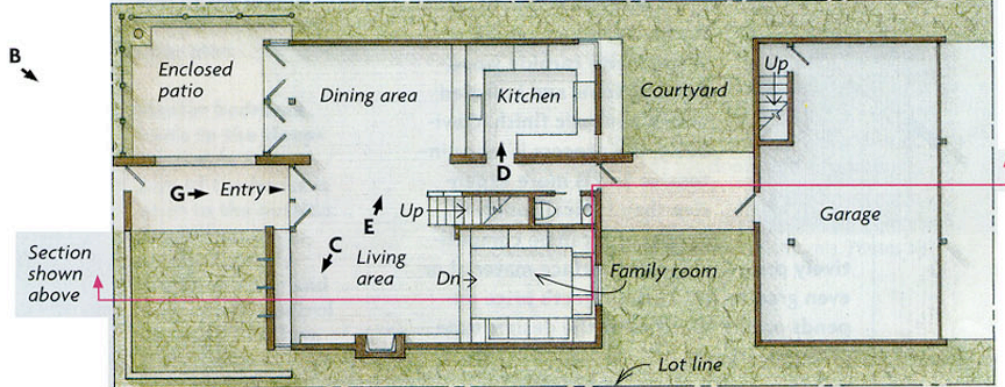 B
Enclosed
patio
Dining area
Kitchen
Courtyard
Up
D
G
Entry
E
Up
C
Living
area
Dn
Family room
Garage
Section
shown
above
Lot line